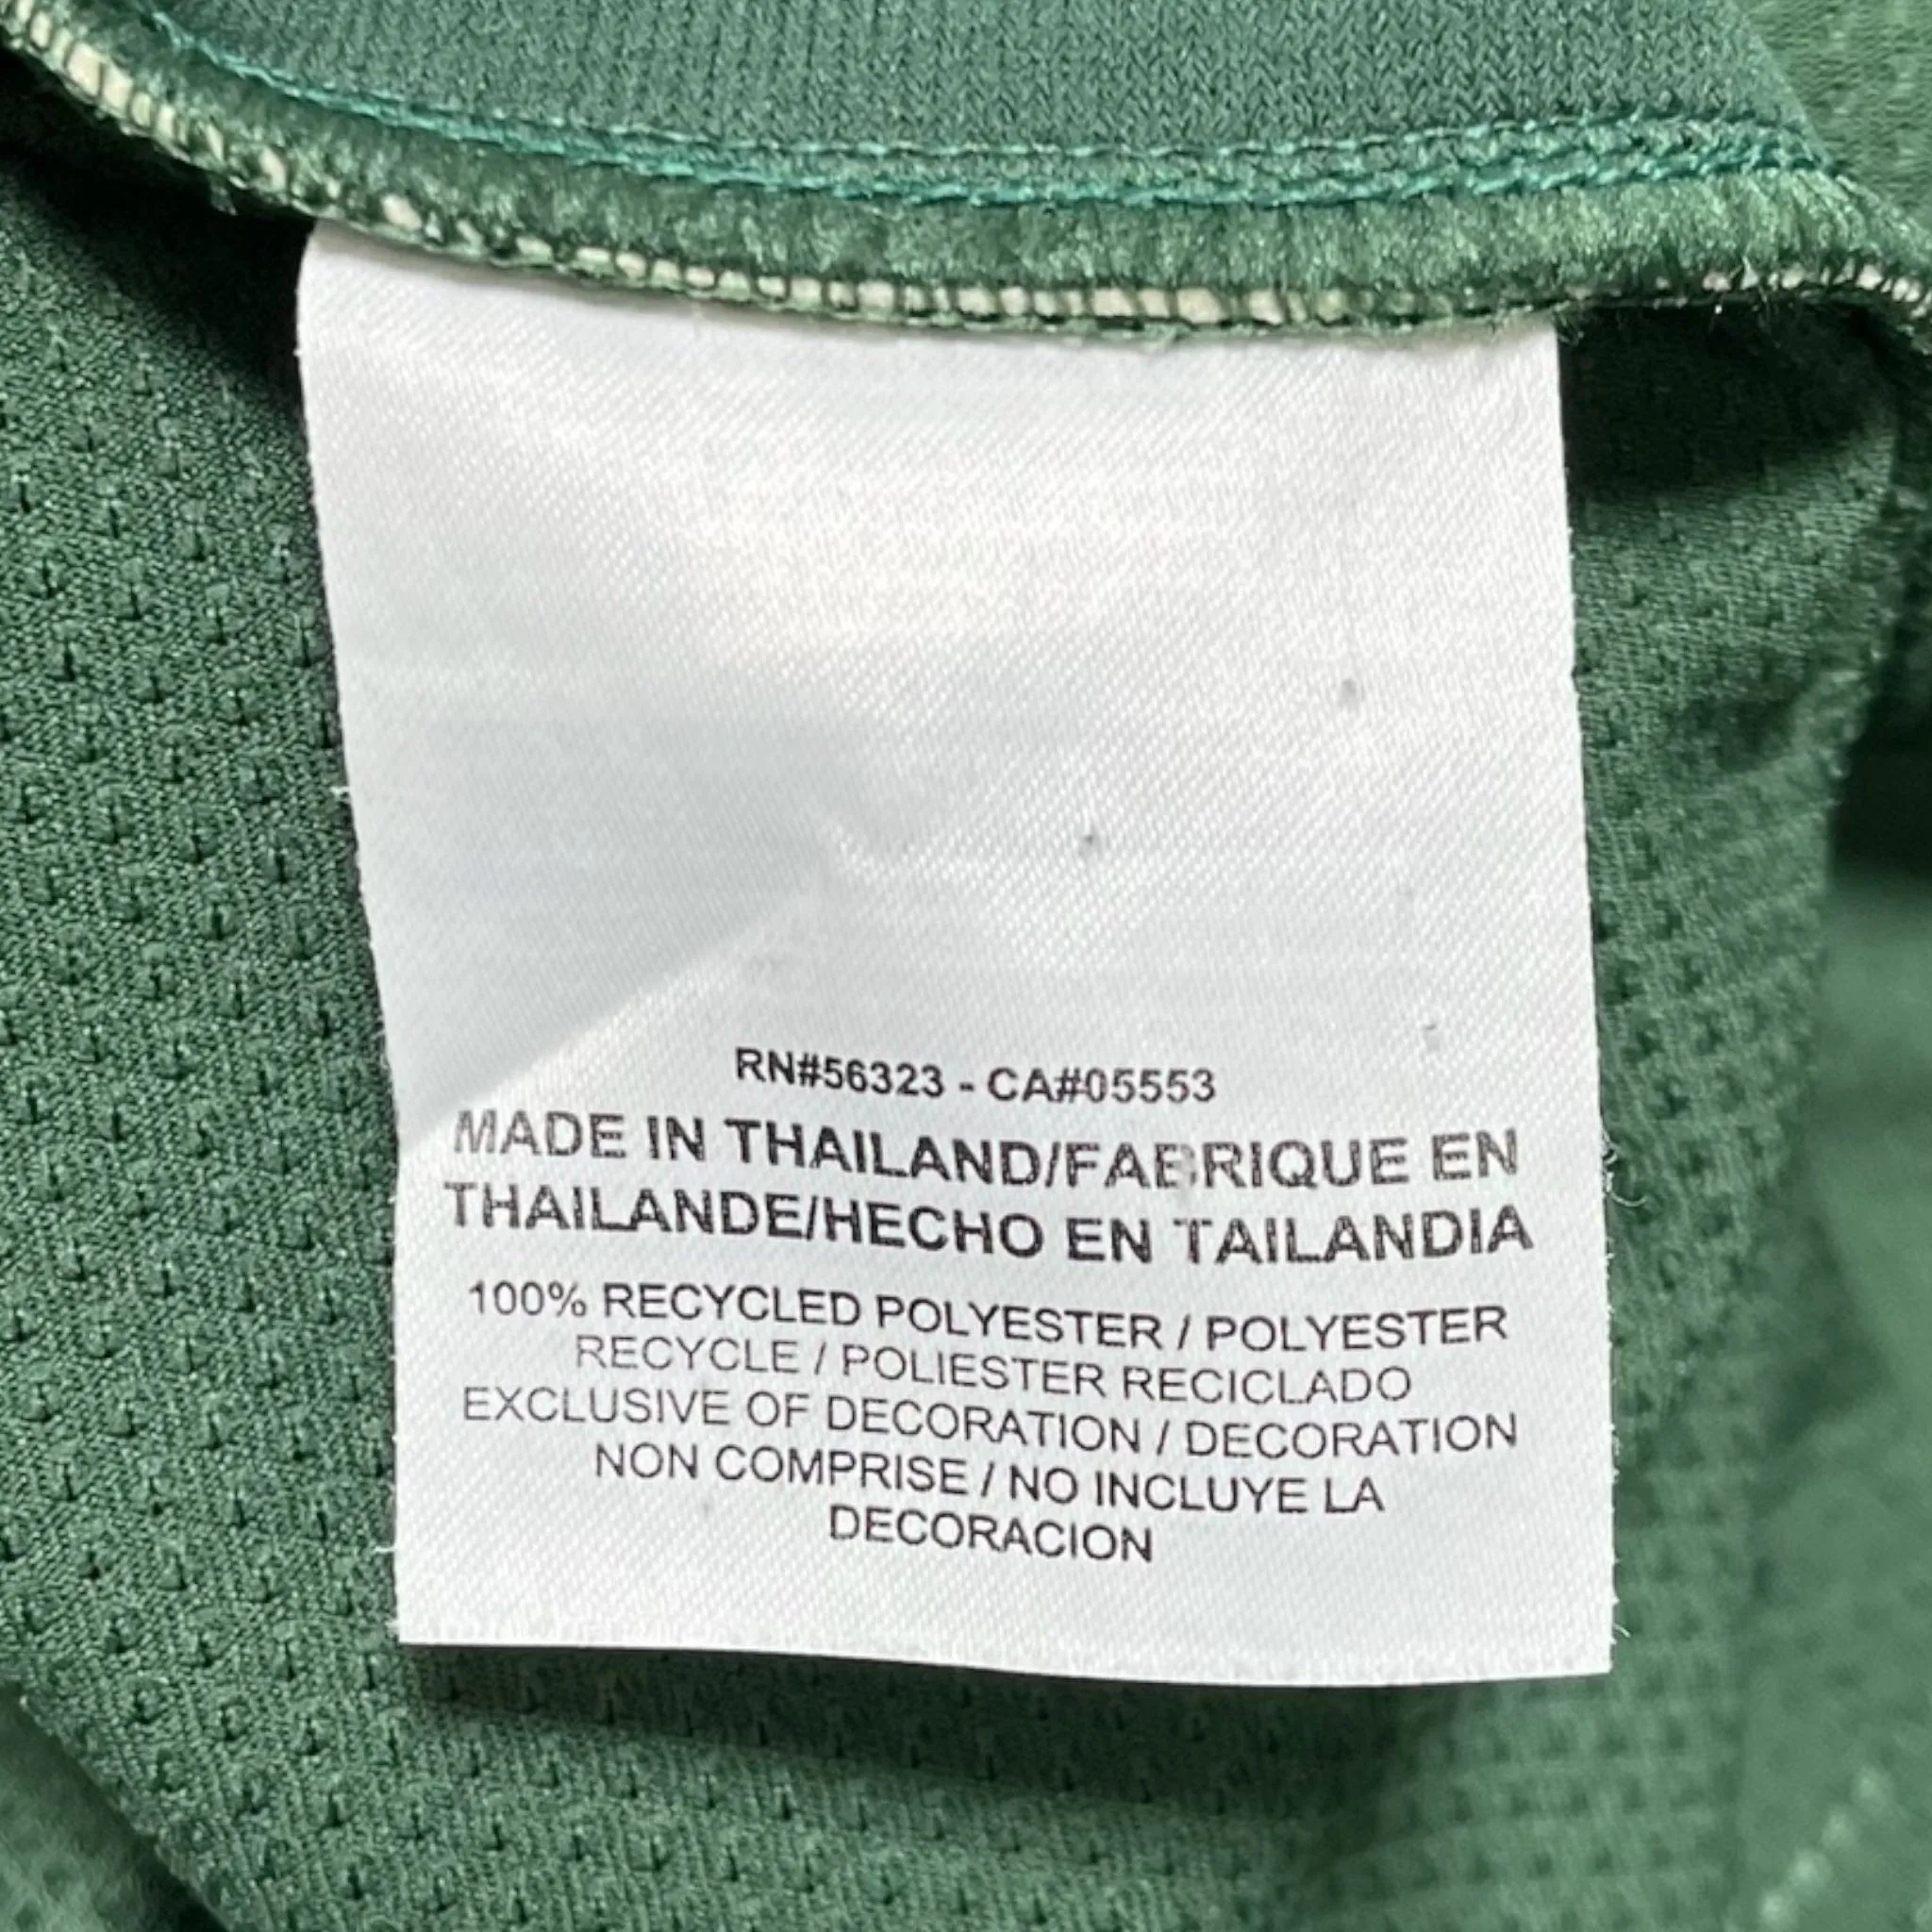 RN#56323 - CA#05553
MADE IN THAILAND/FABRIQUE EN
THAILANDE/HECHO EN TAILANDIA
100% RECYCLED POLYESTER / POLYESTER
RECYCLE / POLIESTER RECICLADO
EXCLUSIVE OF DECORATION / DECORATION
NON COMPRISE / NO INCLUYE LA
DECORACION